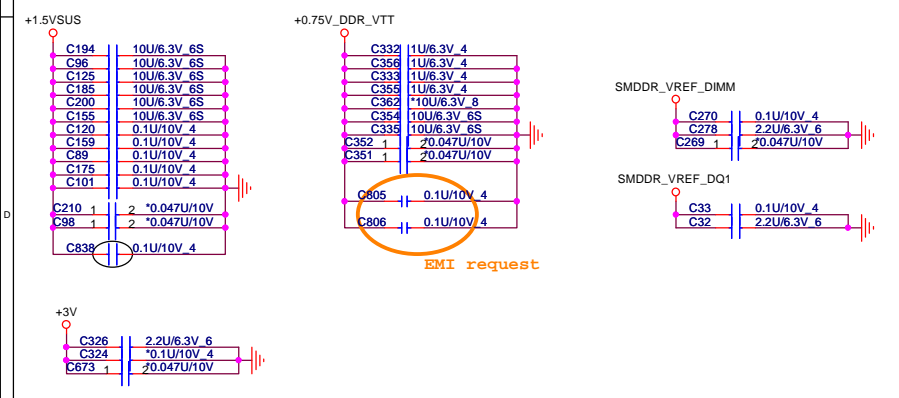 +1.5VSUS
C194 10U/6.3V_6S
C96 10U/6.3V_6S
C125 10U/6.3V_6S
C185 10U/6.3V_6S
C200 10U/6.3V_6S
C155 10U/6.3V_6S
C120 0.1U/10V_4
C159 0.1U/10V_4
C89 0.1U/10V_4
C175 0.1U/10V_4
C101 0.1U/10V_4
C210 1 2 *0.047U/10V
C98 1 2 *0.047U/10V
C838 0.1U/10V_4
+0.75V_DDR_VTT
C332 1U/6.3V_4
C356 1U/6.3V_4
C333 1U/6.3V_4
C355 1U/6.3V_4
C362 *10U/6.3V_8
C354 10U/6.3V_6S
C335 10U/6.3V_6S
C352 1 2 *0.047U/10V
C351 1 2 *0.047U/10V
C805 0.1U/10V_4
C806 0.1U/10V_4
EMI request
SMDDR_VREF_DIMM
C270 0.1U/10V_4
C278 2.2U/6.3V_6
C269 1 2 *0.047U/10V
SMDDR_VREF_DQ1
C33 0.1U/10V_4
C32 2.2U/6.3V_6
D
+3V
C326 2.2U/6.3V_6
C324 *0.1U/10V_4
C673 1 2 *0.047U/10V